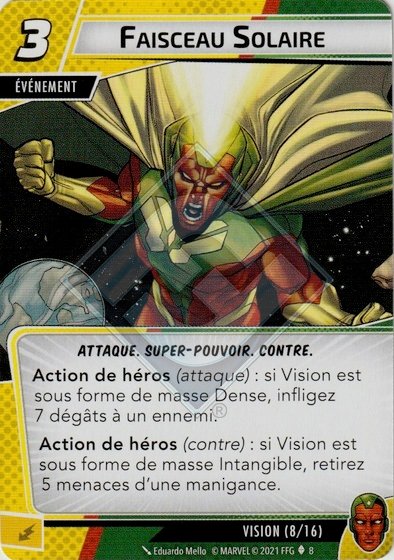 3
FAISCEAU SOLAIRE
ÉVÉNEMENT
ATTAQUE. SUPER-POUVOIR. CONTRE.
Action de héros (attaque) : si Vision est
sous forme de masse Dense, infligez
7 dégâts à un ennemi.
Action de héros (contre) : si Vision est
sous forme de masse Intangible, retirez
5 menaces d'une manigance.
VISION (8/16)
Eduardo Mello © MARVEL © 2021 FFG 8